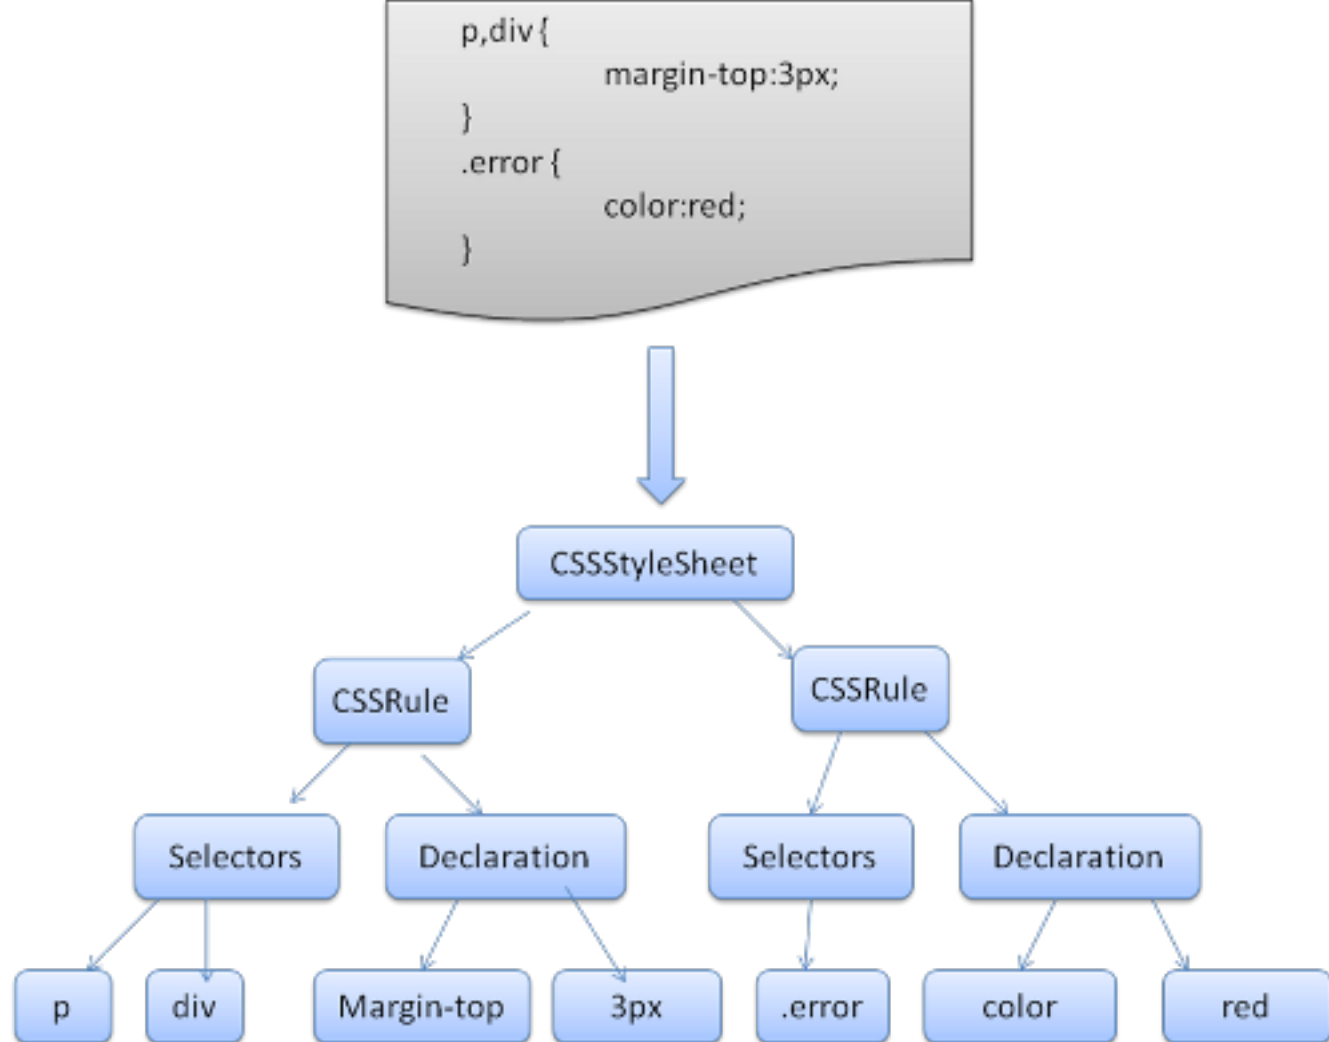 p,div {
margin-top:3px;
}
.error {
color:red;
}
CSSStyleSheet
CSSRule
CSSRule
Selectors
Declaration
Selectors
Declaration
p
div
Margin-top
3px
.error
color
red